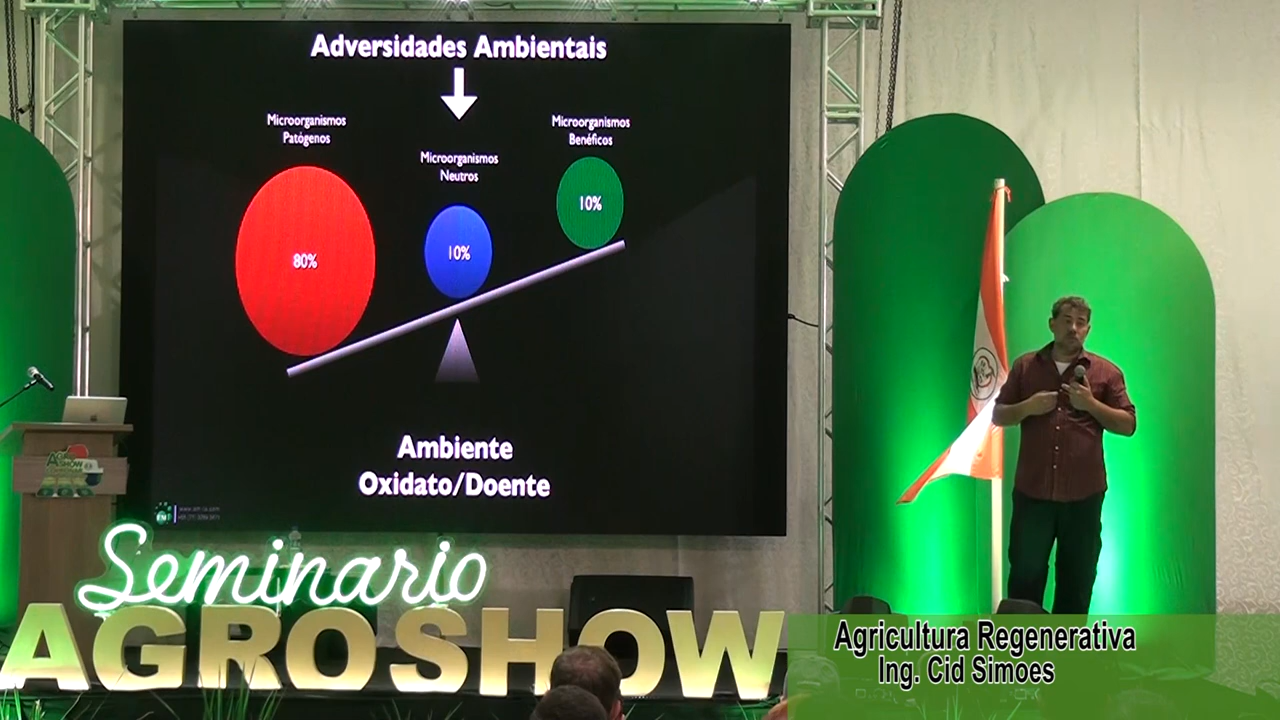 Adversidades Ambientais
Microorganismos
Patógenos
Microorganismos
Neutros
Microorganismos
Benéficos
80%
10%
10%
Ambiente
Oxidato/Doente
AGROSHOW
Seminario
AGROSHOW
Agricultura Regenerativa
Ing. Cid Simoes